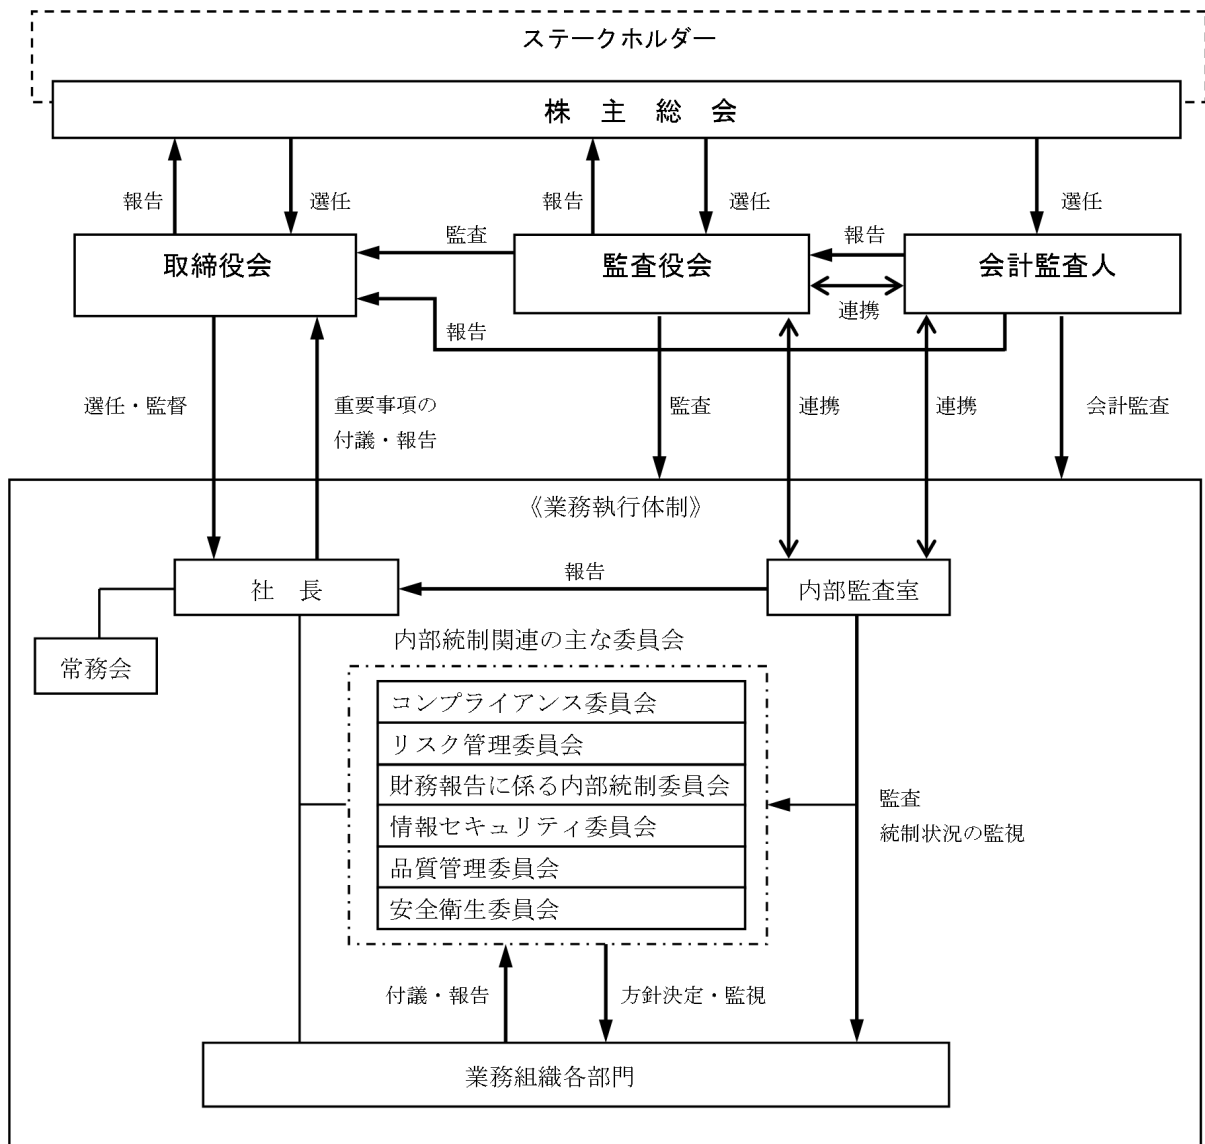 ステークホルダー
株 主 総 会
報告
選任
報告
選任
選任
取締役会
監査
監査役会
報告
会計監査人
連携
報告
選任・監督
重要事項の
付議・報告
監査
連携
連携
会計監査
《業務執行体制》
社 長
報告
内部監査室
常務会
内部統制関連の主な委員会
コンプライアンス委員会
リスク管理委員会
財務報告に係る内部統制委員会
情報セキュリティ委員会
品質管理委員会
安全衛生委員会
監査
統制状況の監視
付議・報告
方針決定・監視
業務組織各部門